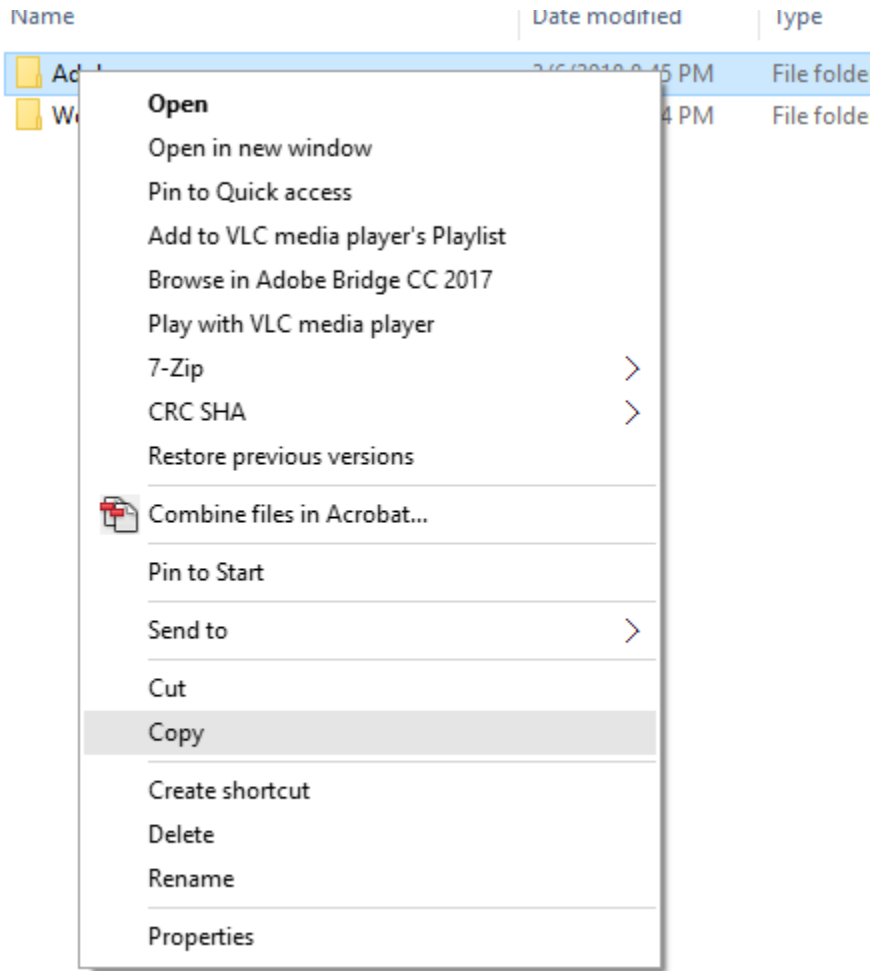 Name Date modified Type
PM File folde
Open
PM File folde
Open in new window
Pin to Quick access
Add to VLC media player's Playlist
Browse in Adobe Bridge CC 2017
Play with VLC media player
7-Zip
CRC SHA
Restore previous versions
Combine files in Acrobat...
Pin to Start
Send to
Cut
Copy
Create shortcut
Delete
Rename
Properties